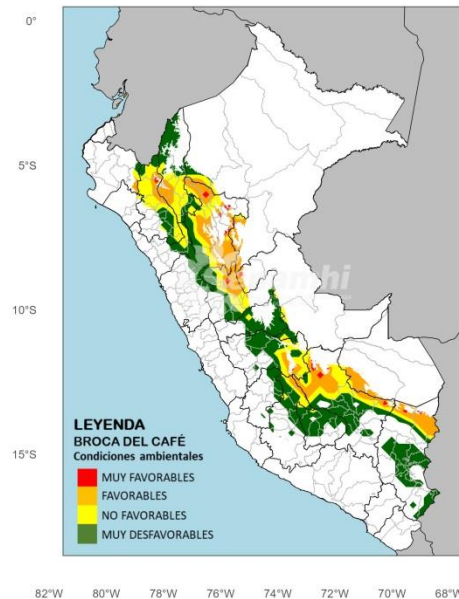 0°
5°S
10°S
senamhi
LEYENDA
BROCA DEL CAFÉ
Condiciones ambientales
MUY FAVORABLES
FAVORABLES
NO FAVORABLES
MUY DESFAVORABLES
15°S
82°W 80°W 78°W 76°W 74°W 72°W 70°W 68°W